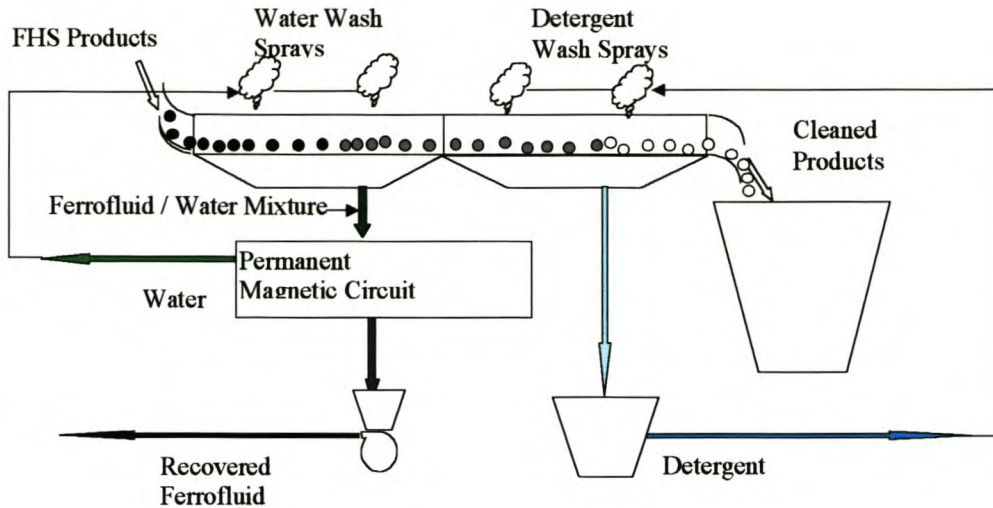 FHS Products
Water Wash
Spravs
Detergent
Wash Sprays
Cleaned
Products
Ferrofluid / Water Mixture
Permanent
Magnetic Circuit
Water
Recovered
Ferrofluid
Detergent